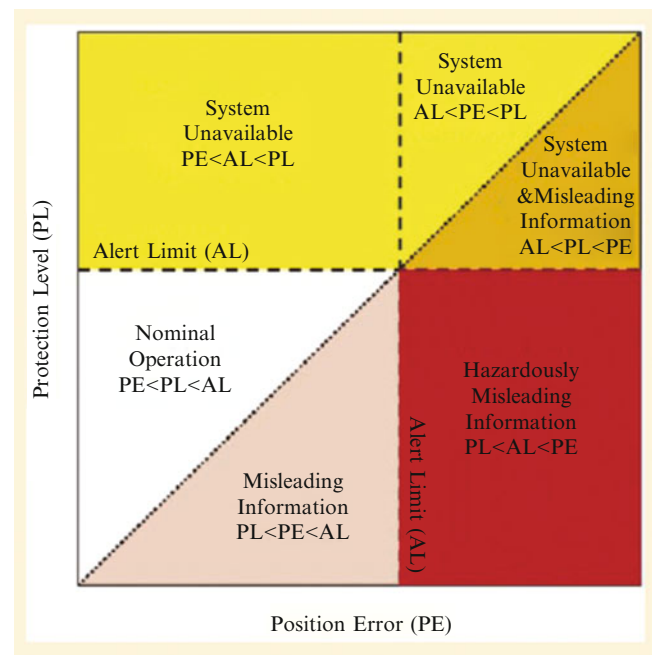 System
Unavailable
PE<AL<PL
System
Unavailable
AL<PE<PL
System
Unavailable
&Misleading
Information
AL<PL<PE
Alert Limit (AL)
Protection Level (PL)
Nominal
Operation
PE<PL<AL
Hazardously
Misleading
Information
PL<AL<PE
Alert Limit (AL)
Misleading
Information
PL<PE<AL
Position Error (PE)